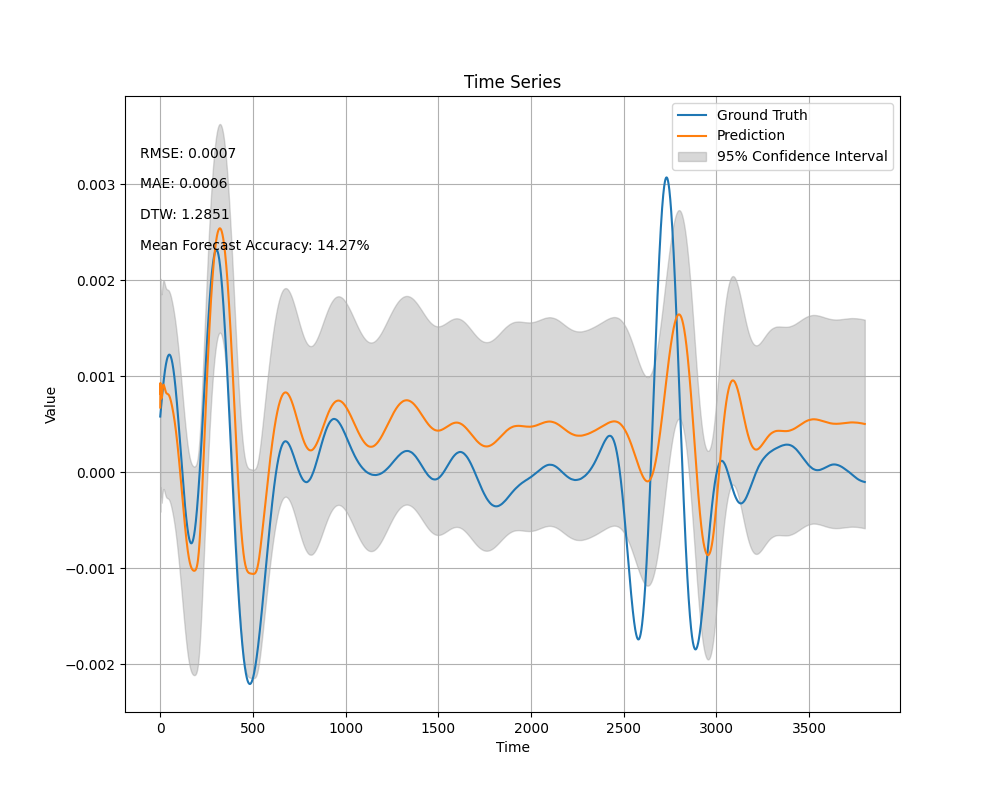 Time Series
Ground Truth
Prediction
95% Confidence Interval
RMSE: 0.0007
MAE: 0.0006
DTW: 1.2851
Mean Forecast Accuracy: 14.27%
Value
0.003
0.002
0.001
0.000
−0.001
−0.002
0 500 1000 1500 2000 2500 3000 3500
Time